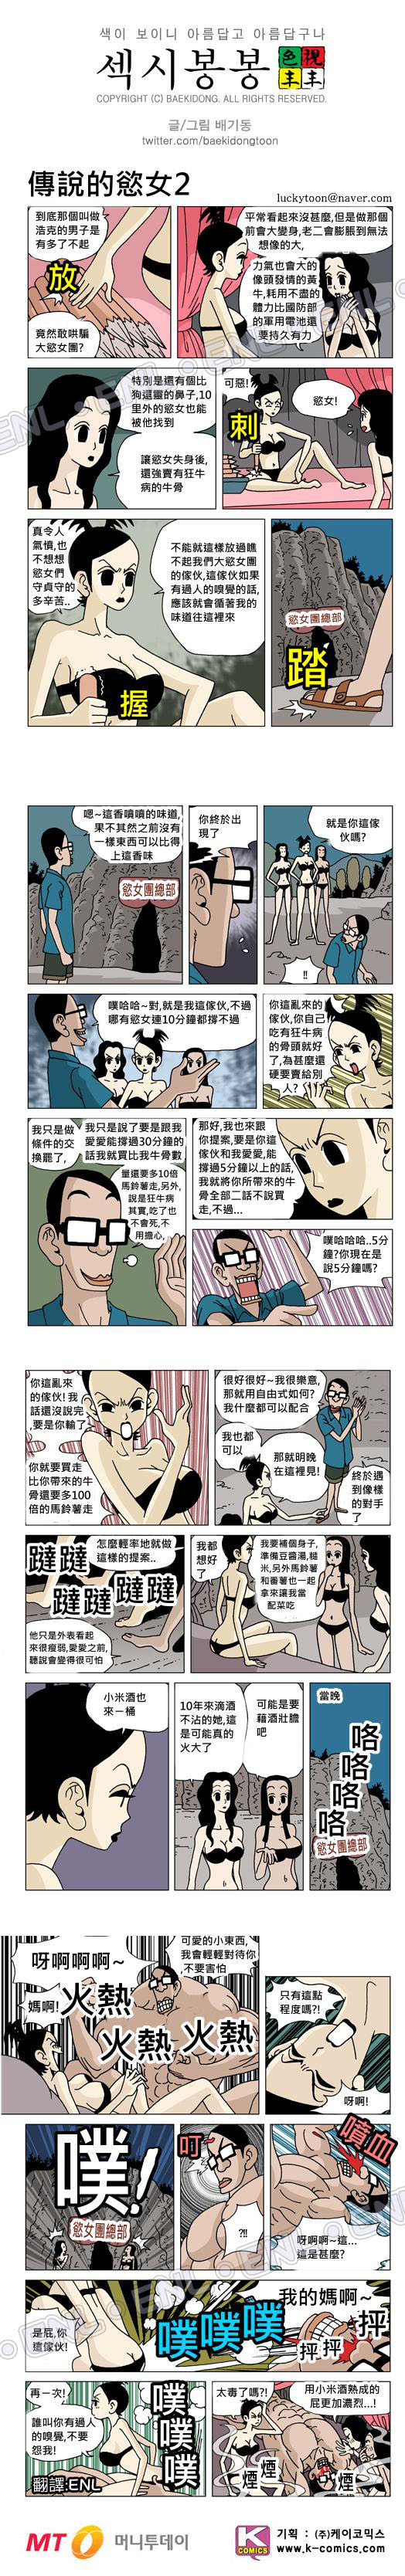 색이 보이니 아름답고 아름답구나
섹시봉봉
色視
丰丰
COPYRIGHT (C) BAEKIDONG. ALL RIGHTS RESERVED.
글/그림 배기동
twitter.com/baekidongtoon
傳說的慾女2
luckytoon@naver.com
到底那個叫做
浩克的男子是
有多了不起
放
竟然敢哄騙
大慾女團?
平常看起來沒甚麼,但是做那個
前會大變身,老二會膨脹到無法
想像的大,
力氣也會大的
像頭發情的黃
牛,耗用不盡的
體力比國防部
的軍用電池還
要持久有力
特別是還有個比
狗還靈的鼻子,10
里外的慾女也能
被他找到
讓慾女失身後,
還強賣有狂牛
病的牛骨
可惡!
刺
慾女!
真令人
氣憤,也
不想想
慾女們
守貞守的
多辛苦..
握
不能就這樣放過瞧
不起我們大慾女團
的傢伙,這傢伙如果
有過人的嗅覺的話,
應該就會循著我的
味道往這裡來
慾女團總部
踏
嗯~這香噴噴的味道,
果不其然之前沒有
一樣東西可以比得
上這香味
慾女團總部
你終於出
現了
就是你這傢
伙嗎?
!!
噗哈哈~對,就是我這傢伙,不過
哪有慾女連10分鐘都撐不過
你這亂來的
傢伙,你自己
吃有狂牛病
的骨頭就好
了,為甚麼還
硬要賣給別
人?
我只是做
條件的交
換罷了,
我只是說了要是跟我
愛愛能撐過30分鐘的
話我就買比我牛骨數
量還要多10倍
馬鈴薯走,另外,
說是狂牛病
其實,吃了也
不會死,不
用擔心,
那好,我也來跟
你提案,要是你這
傢伙和我愛愛,能
撐過5分鐘以上的話,
我就將你所帶來的牛
骨全部二話不說買
走,不過...
噗哈哈哈..5分
鐘?你現在是
說5分鐘嗎?
你這亂來
的傢伙! 我
話還沒說完
,要是你輸了
你就要買走
比你帶來的牛
骨還要多100
倍的馬鈴薯走
很好很好~我很樂意,
那就用自由式如何?
我什麼都可以配合
我也都
可以
那就明晚
在這裡見!
終於遇
到像樣
的對手
了
躂躂
躂躂
躂躂
怎麼輕率地就做
這樣的提案..
他只是外表看起
來很瘦弱,愛愛之前,
聽說會變得很可怕
我都
想好
了
我要補個身子,
準備豆醬湯,糙
米,另外馬鈴薯
和番薯也一起
拿來讓我當
配菜吃
小米酒也
來一桶
10年來滴酒
不沾的她,這
是可能真的
火大了
可能是要
藉酒壯膽
吧
當晚
咯
咯
咯
咯
慾女團總部
呀啊啊啊~
媽啊!
火熱
火熱
火熱
可愛的小東西,
我會輕輕對待你
,不要害怕
只有這點
程度嗎?!
呀啊!
噗!
慾女團總部
叮
?!!
噴血
呀啊啊~這...
這是甚麼?
是屁,你
這傢伙!
噗噗噗
我的媽啊~
抨抨
抨
再一次!
誰叫你有過人
的嗅覺,不要
怨我!
噗
噗
噗
翻譯:ENL
太毒了嗎?!
用小米酒熟成的
屁更加濃烈...!
煙
煙
煙
MT 머니투데이
K COMICS
기획 : (주)케이코믹스
www.k-comics.com